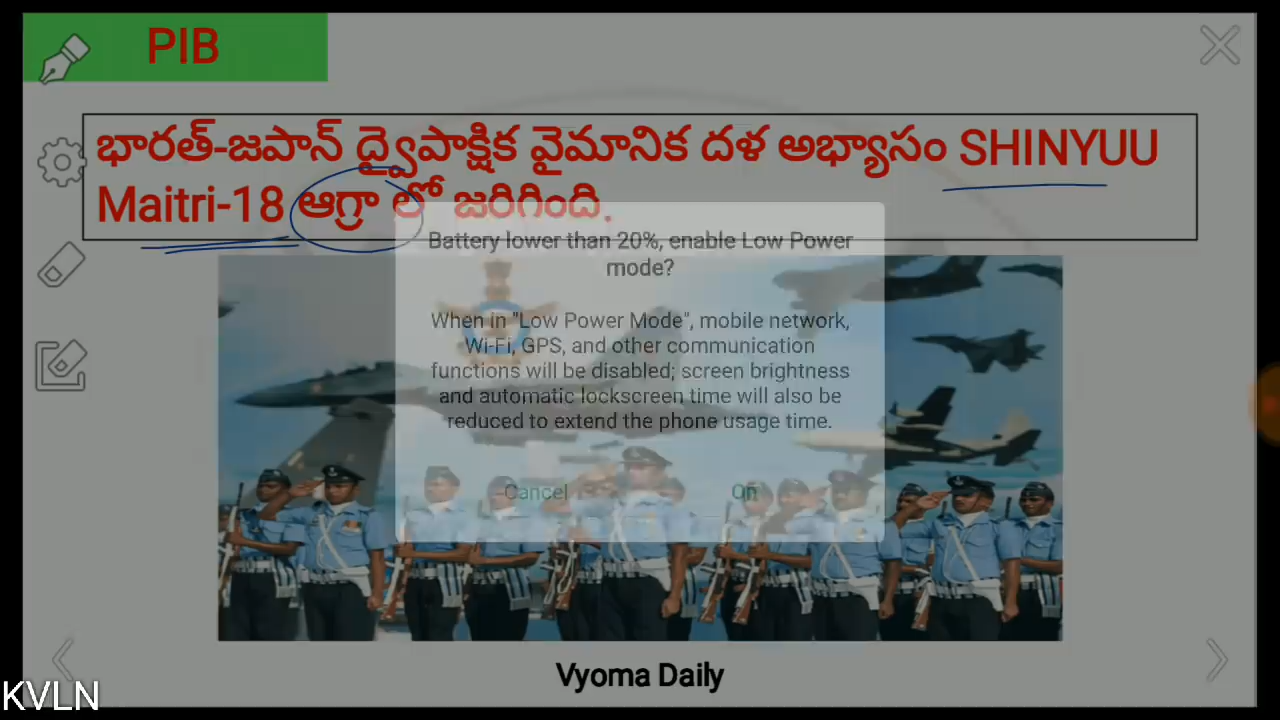 PIB
భారత్-జపాన్ ద్వైపాక్షిక వైమానిక దళ అభ్యాసం SHINYUU
Maitri-18 ఆగ్రా లో జరిగింది.
Battery lower than 20%, enable Low Power
mode?
When in "Low Power Mode", mobile network,
Wi-Fi, GPS, and other communication
functions will be disabled; screen brightness
and automatic lockscreen time will also be
reduced to extend the phone usage time.
Cancel On
Vyoma Daily
KVLN